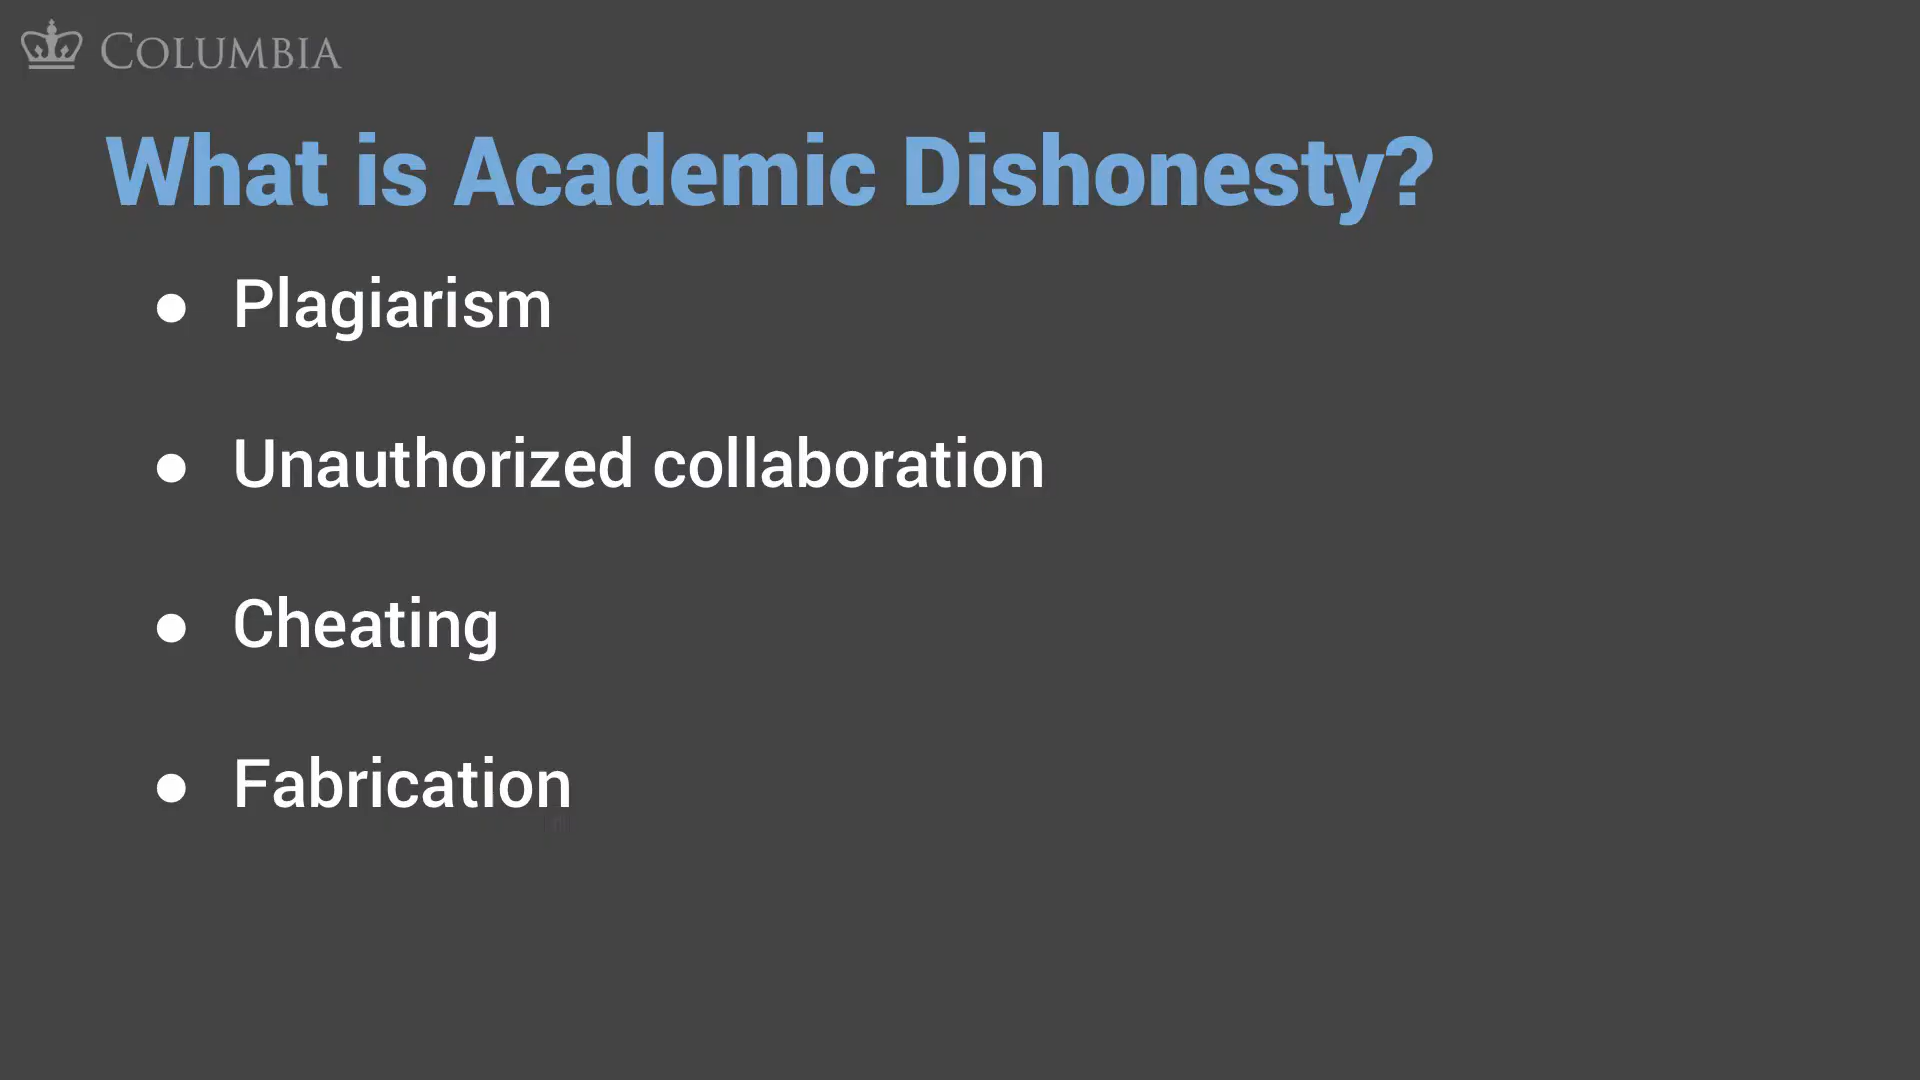 COLUMBIA
What is Academic Dishonesty?
● Plagiarism
● Unauthorized collaboration
● Cheating
● Fabrication